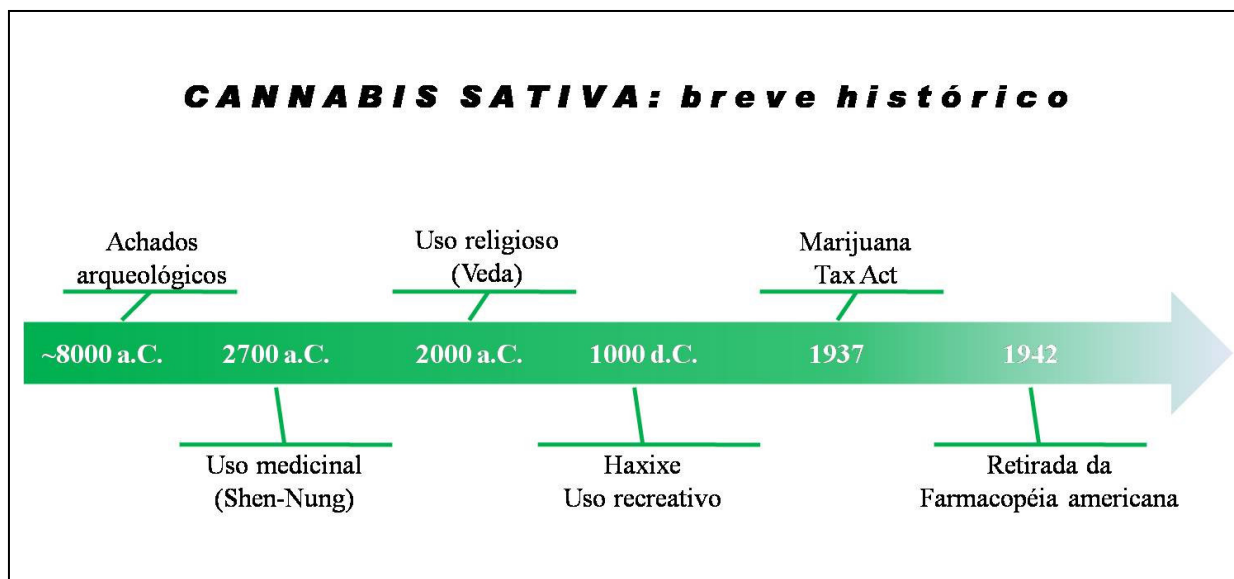 CANNABIS SATIVA: breve histórico
Achados
arqueológicos
Uso religioso
(Veda)
Marijuana
Tax Act
~8000 a.C.
2700 a.C.
2000 a.C.
1000 d.C.
1937
1942
Uso medicinal
(Shen-Nung)
Haxixe
Uso recreativo
Retirada da
Farmacopéia americana